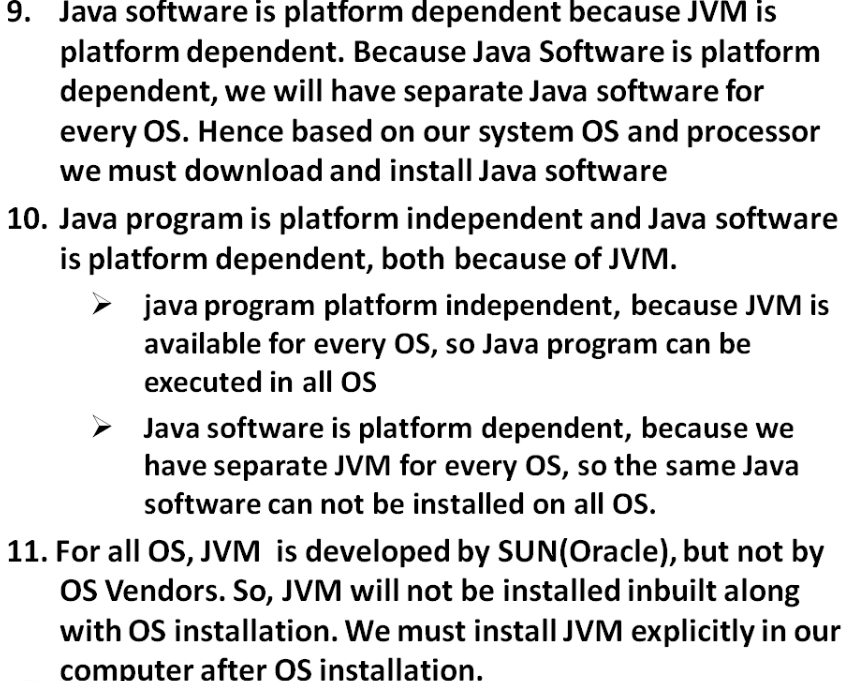 9. Java software is platform dependent because JVM is
platform dependent. Because Java Software is platform
dependent, we will have separate Java software for
every OS. Hence based on our system OS and processor
we must download and install Java software
10. Java program is platform independent and Java software
is platform dependent, both because of JVM.
➢ java program platform independent, because JVM is
available for every OS, so Java program can be
executed in all OS
➢ Java software is platform dependent, because we
have separate JVM for every OS, so the same Java
software can not be installed on all OS.
11. For all OS, JVM is developed by SUN(Oracle), but not by
OS Vendors. So, JVM will not be installed inbuilt along
with OS installation. We must install JVM explicitly in our
computer after OS installation.